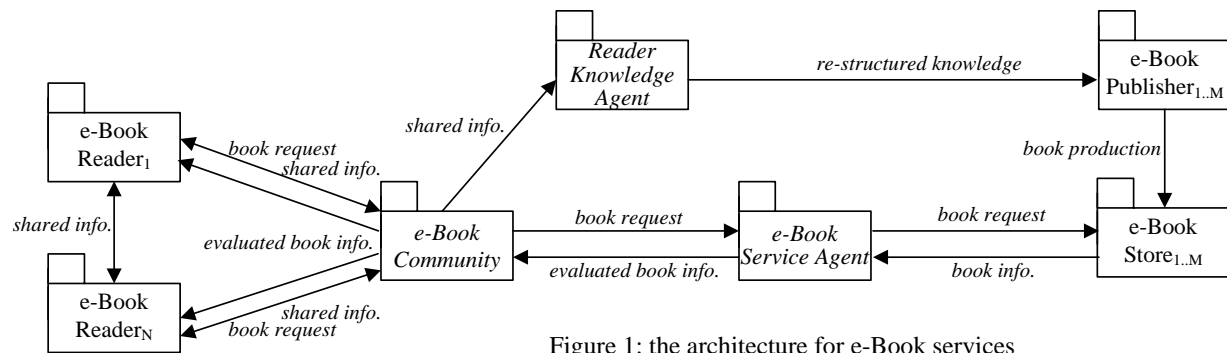 Reader
Knowledge
Agent
re-structured knowledge
e-Book
Publisher1..M
e-Book
Reader1
book request
shared info.
shared info.
book production
shared info.
e-Book
Community
book request
e-Book
Service Agent
book request
e-Book
Store1..M
evaluated book info.
evaluated book info.
book info.
e-Book
ReaderN
shared info.
book request
Figure 1: the architecture for e-Book services